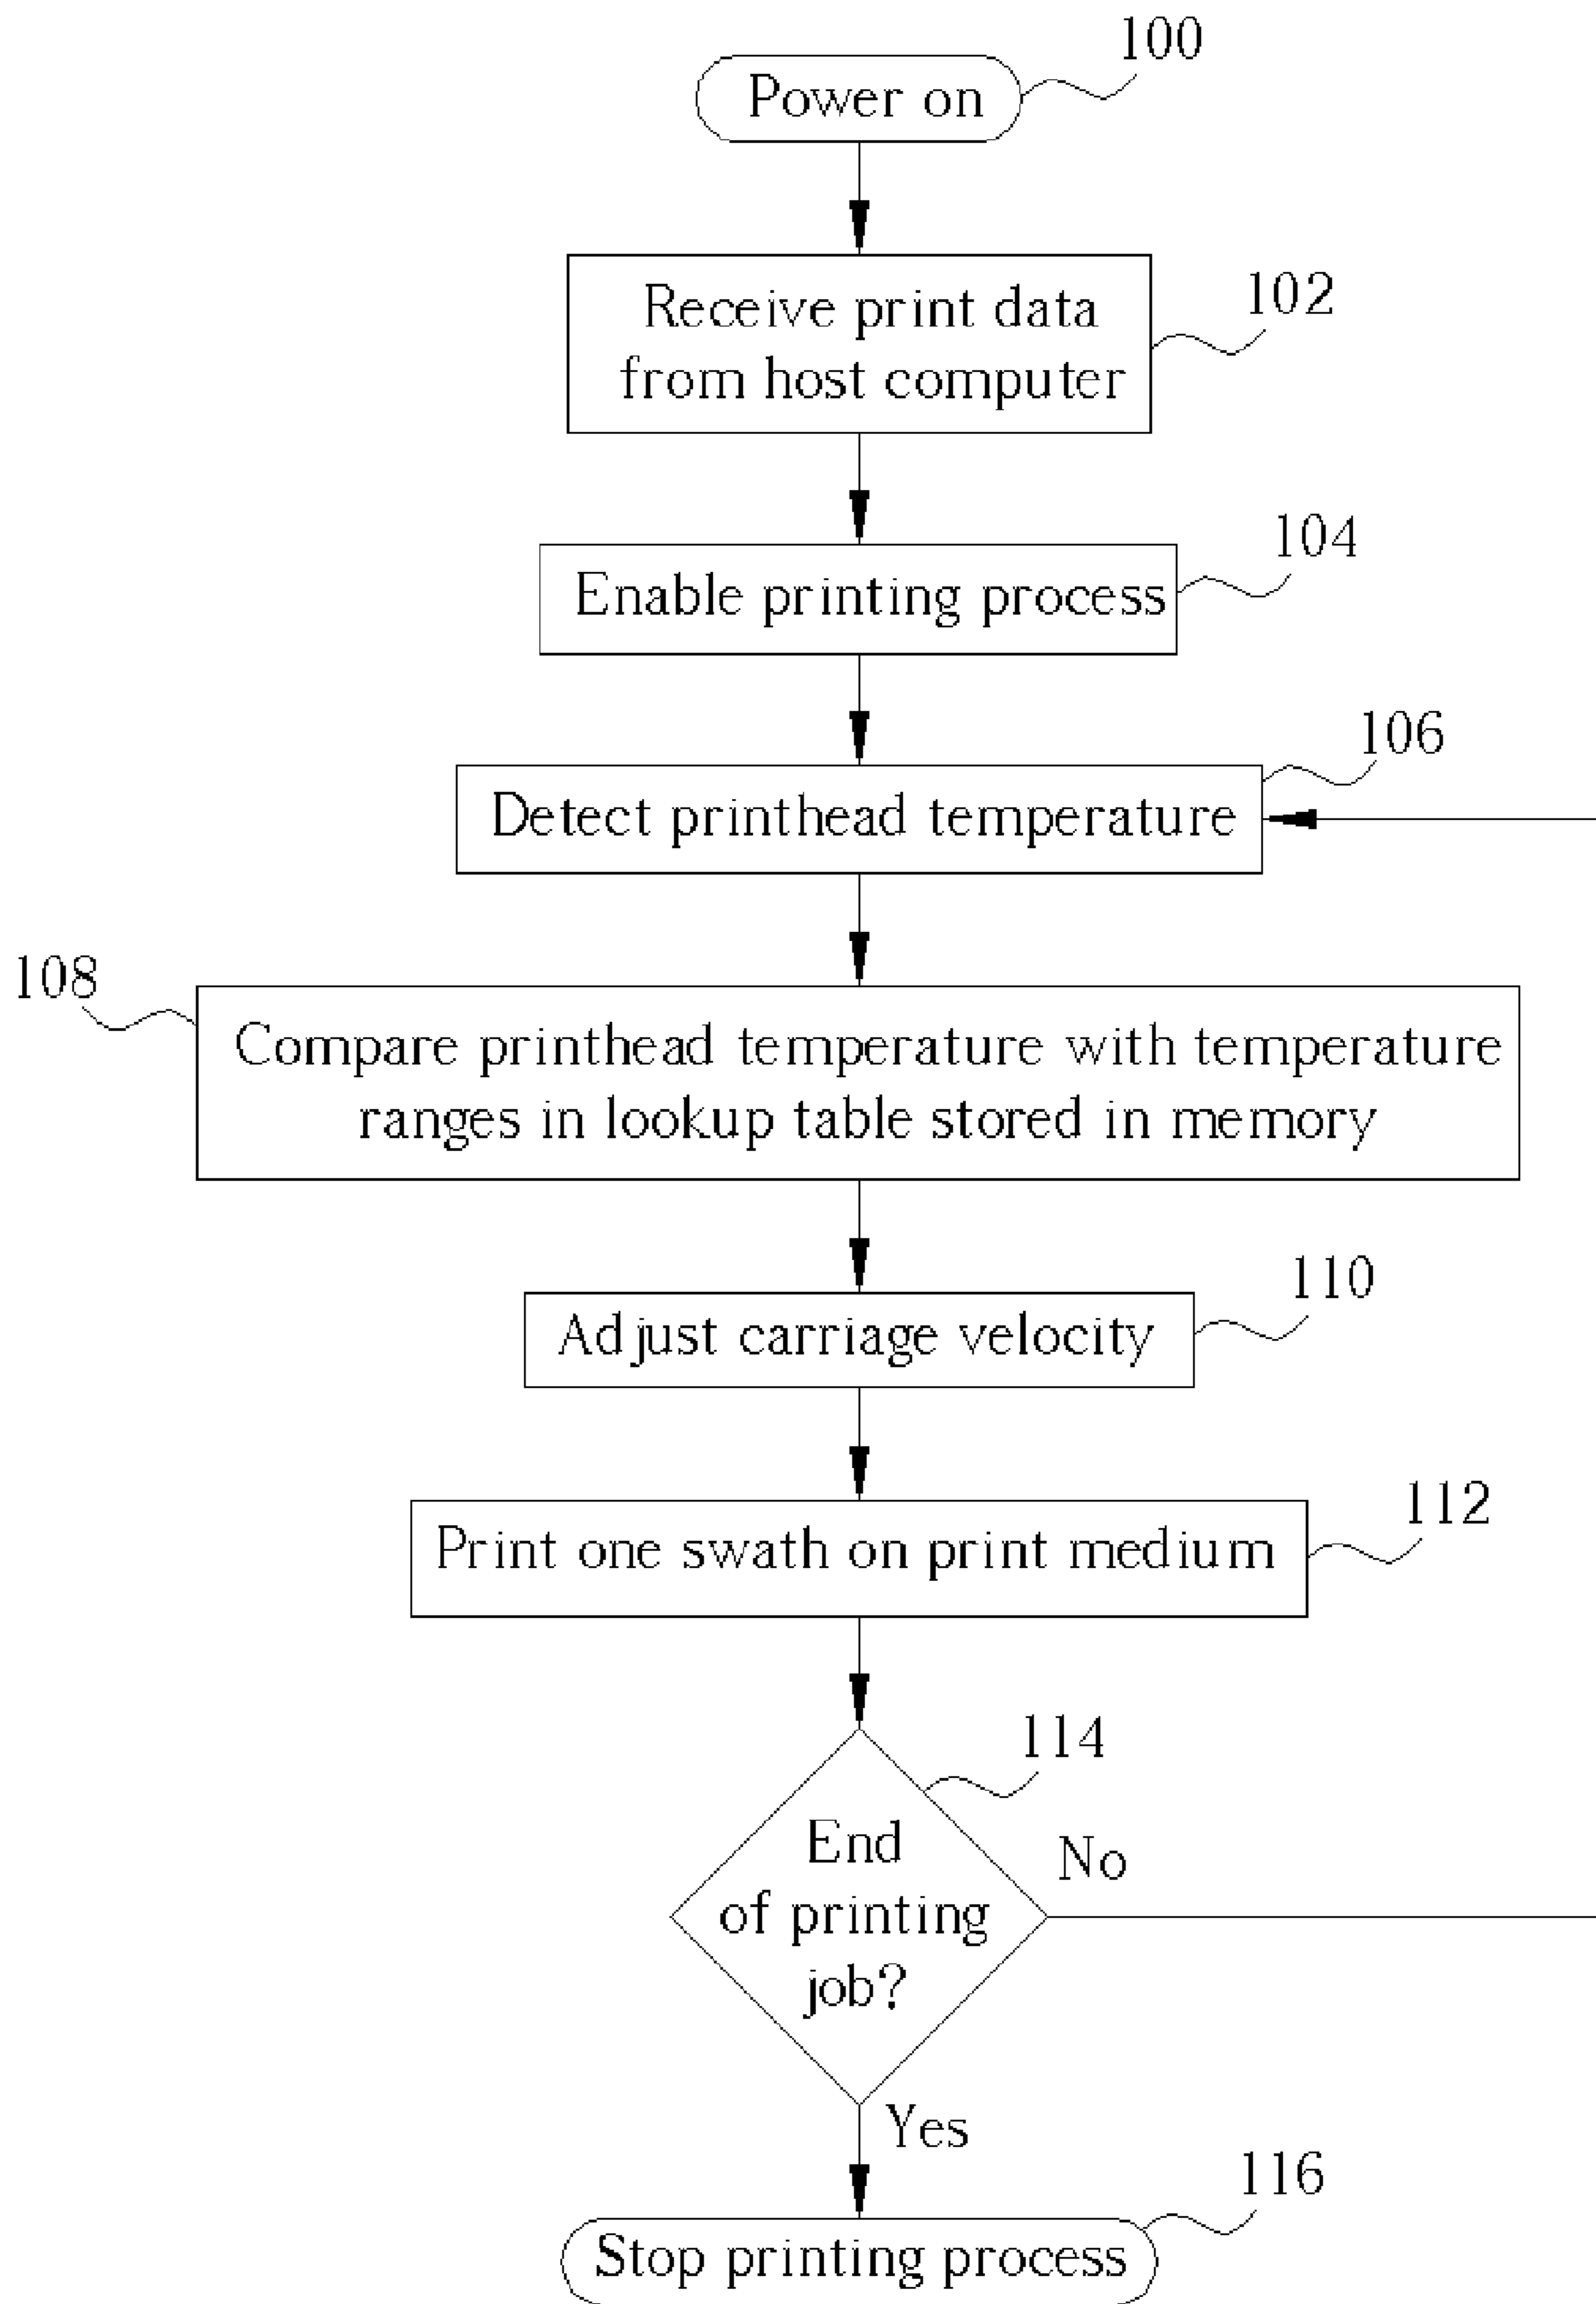 100
Power on
102
Receive print data
from host computer
104
Enable printing process
106
Detect printhead temperature
108
Compare printhead temperature with temperature
ranges in lookup table stored in memory
110
Adjust carriage velocity
112
Print one swath on print medium
114
End
of printing
job?
No
Yes
116
Stop printing process